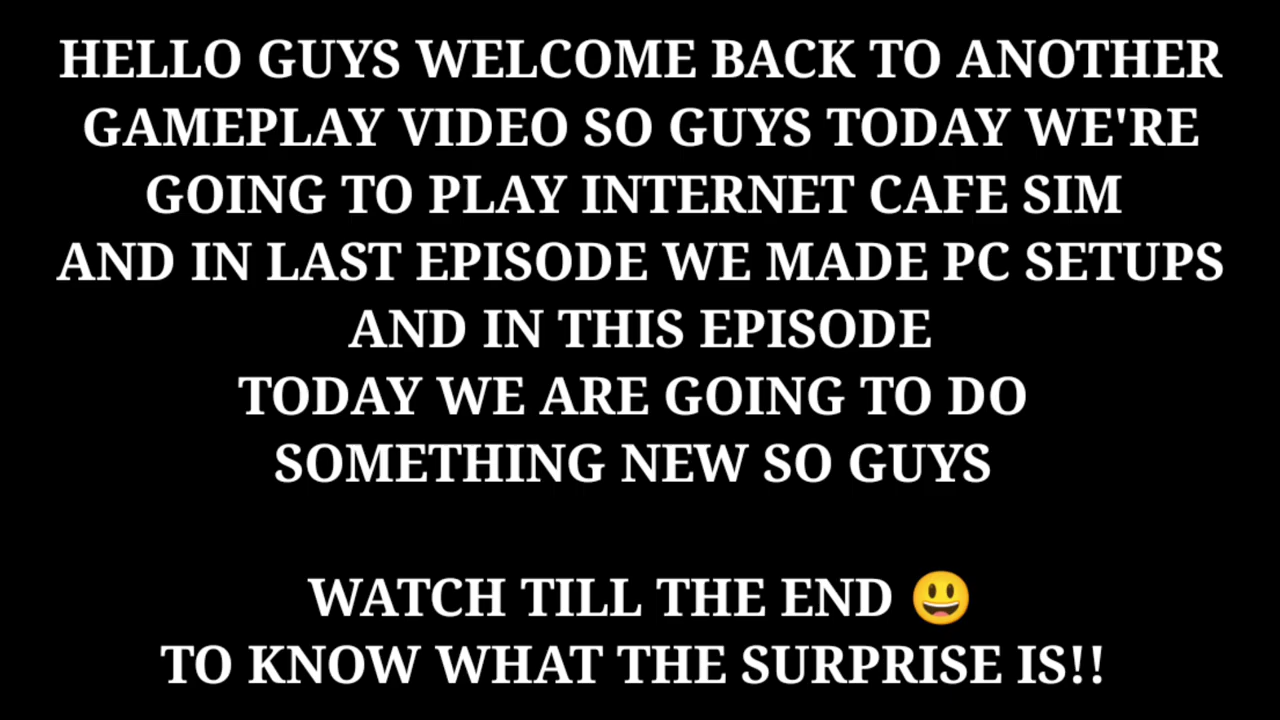 HELLO GUYS WELCOME BACK TO ANOTHER
GAMEPLAY VIDEO SO GUYS TODAY WE'RE
GOING TO PLAY INTERNET CAFE SIM
AND IN LAST EPISODE WE MADE PC SETUPS
AND IN THIS EPISODE
TODAY WE ARE GOING TO DO
SOMETHING NEW SO GUYS
WATCH TILL THE END 😃
TO KNOW WHAT THE SURPRISE IS!!